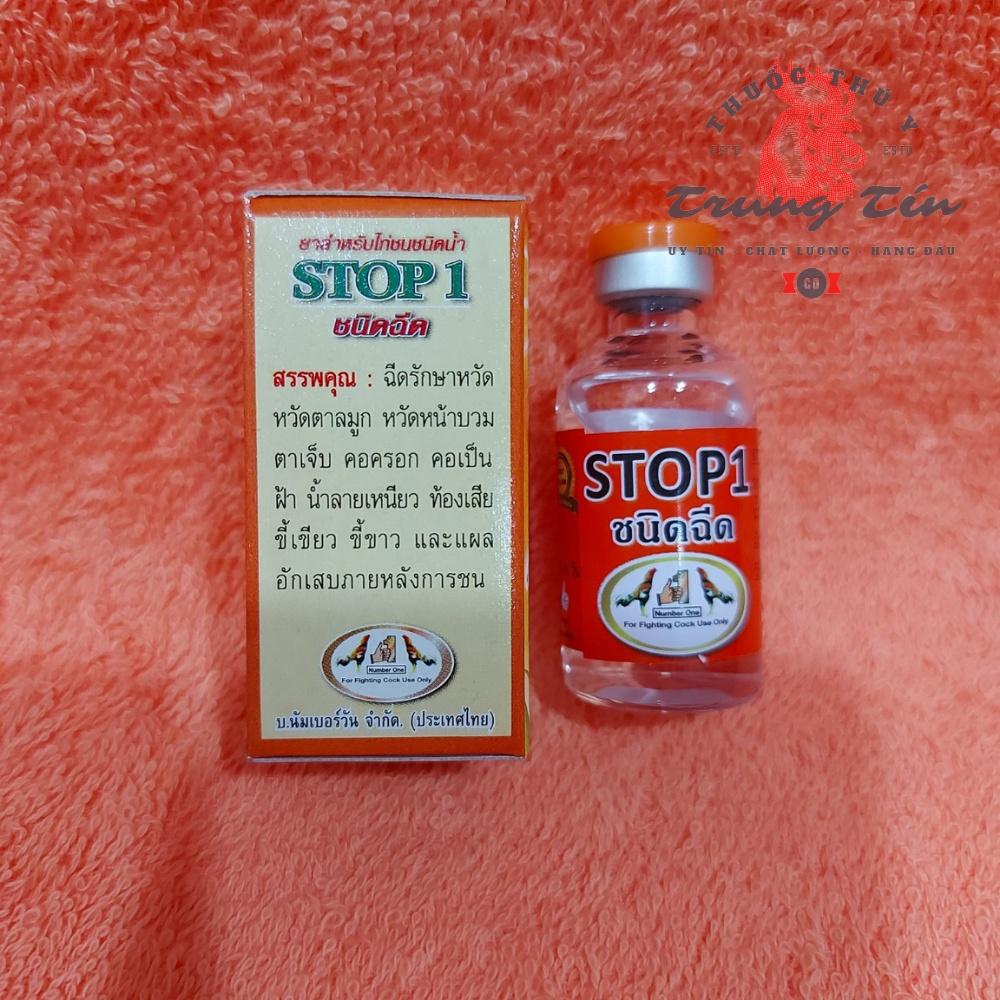 THUỐC THÚ Y
ESTD ESTD
Trung Tín
UY TÍN - CHẤT LƯỢNG - HÀNG ĐẦU
CO
ยาสำหรับไก่ชนชนิดน้ำ
STOP 1
ชนิดฉีด
สรรพคุณ : ฉีดรักษาหวัด
หวัดตาลมูก หวัดหน้าบวม
ตาเจ็บ คอครอก คอเป็น
ฝ้า น้ำลายเหนียว ท้องเสีย
ขี้เขียว ขี้ขาว และแผล
อักเสบภายหลังการชน
Number One
For Fighting Cock Use Only
บ.นัมเบอร์วัน จำกัด. (ประเทศไทย)
STOP1
ชนิดฉีด
Number One
For Fighting Cock Use Only